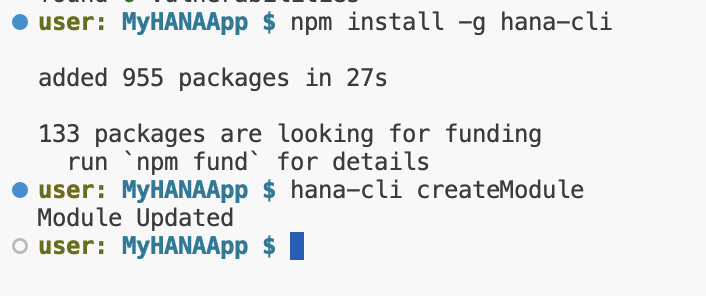 user: MyHANAApp $ npm install -g hana-cli
added 955 packages in 27s
133 packages are looking for funding
run `npm fund` for details
user: MyHANAApp $ hana-cli createModule
Module Updated
user: MyHANAApp $